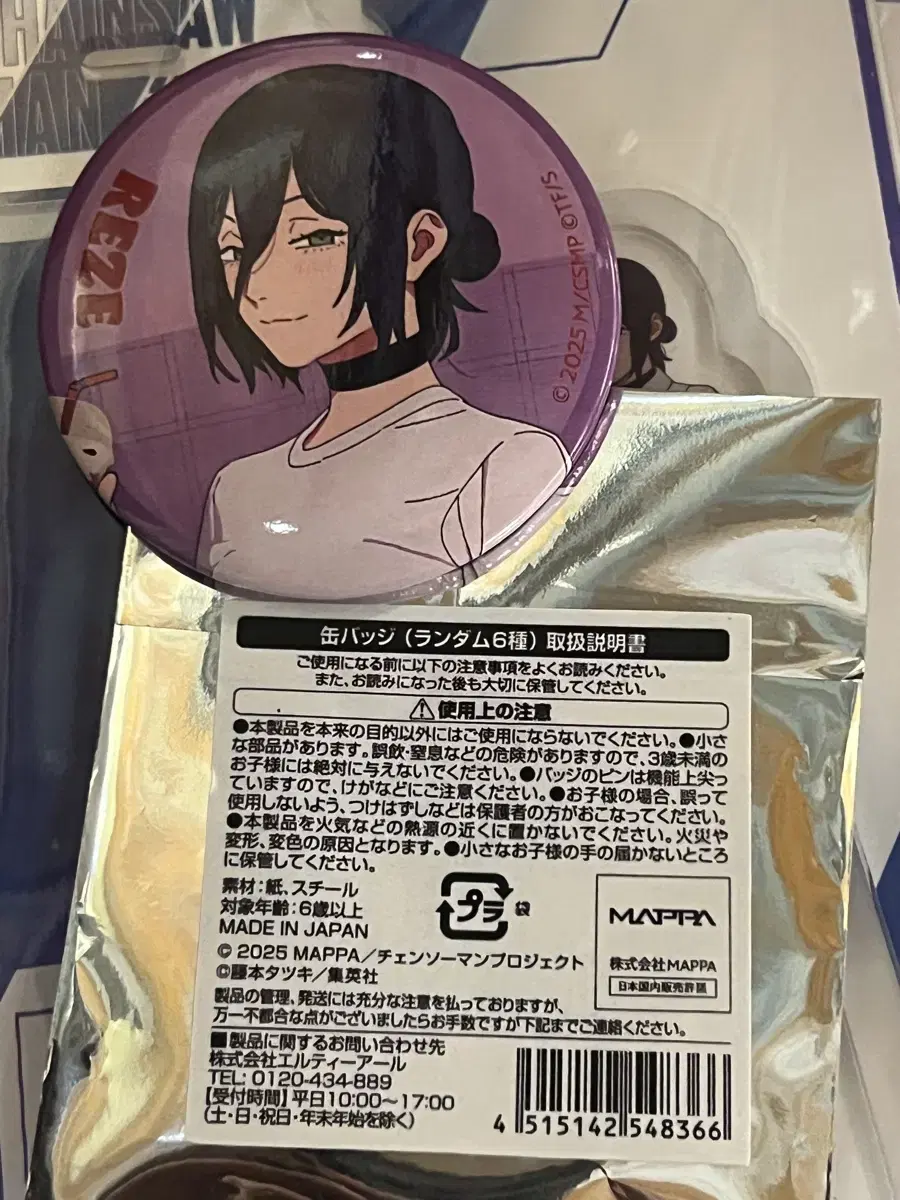 CHAINSAW
MAN
REZE
© 2025 M/CSMP ©TF/S
缶バッジ（ランダム6種）取扱説明書
ご使用になる前に以下の注意事項をよくお読みください。
また、お読みになった後も大切に保管してください。
⚠使用上の注意
●本製品を本来の目的以外にはご使用にならないでください。●小さ
な部品があります。誤飲・窒息などの危険がありますので、3歳未満の
お子様には絶対に与えないでください。●バッジのピンは機能上尖っ
ていますので、けがなどにご注意ください。●お子様の場合、誤って
使用しないよう、つけはずしなどは保護者の方がおこなってください。
●本製品を火気などの熱源の近くに置かないでください。火災や
変形、変色の原因となります。●小さなお子様の手の届かないところ
に保管してください。
素材：紙、スチール
対象年齢：6歳以上
MADE IN JAPAN
プラ 袋
© 2025 MAPPA／チェンソーマンプロジェクト
©藤本タツキ／集英社
MAPPA
株式会社MAPPA
日本国内販売許諾
製品の管理、発送には充分な注意を払っておりますが、
万一不都合な点がございましたらお手数ですが下記までご連絡ください。
■製品に関するお問い合わせ先
株式会社エルティーアール
TEL: 0120-434-889
【受付時間】平日10:00～17:00
（土・日・祝日・年末年始を除く）
4 515142 548366